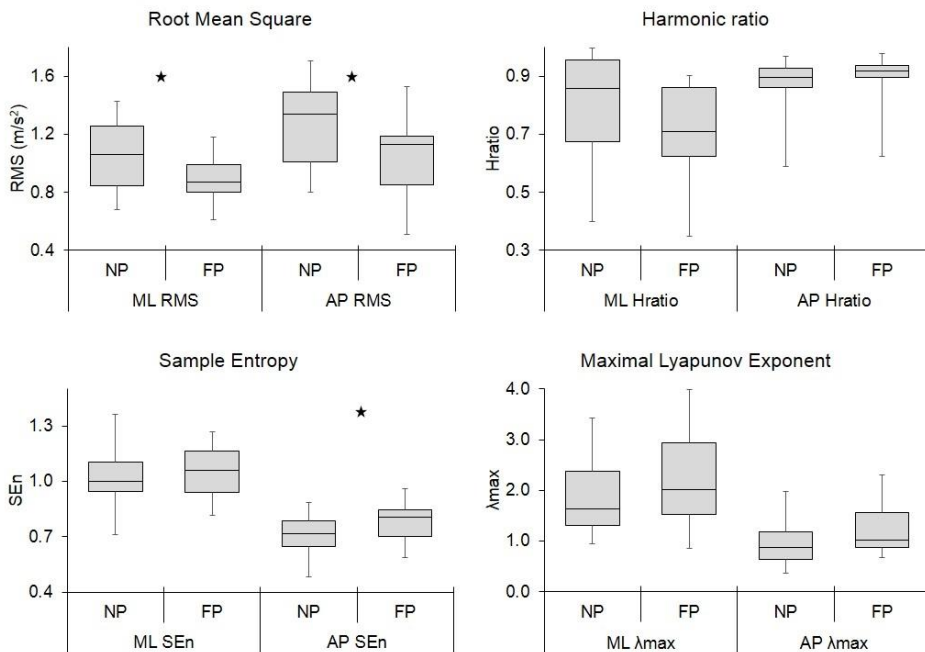 Root Mean Square
RMS (m/s²)
1.6
1.2
0.8
0.4
★ ★
NP FP NP FP
ML RMS AP RMS
Harmonic ratio
Hratio
0.9
0.7
0.5
0.3
NP FP NP FP
ML Hratio AP Hratio
Sample Entropy
SEn
1.3
1.0
0.7
0.4
★
NP FP NP FP
ML SEn AP SEn
Maximal Lyapunov Exponent
λmax
4.0
3.0
2.0
1.0
0.0
NP FP NP FP
ML λmax AP λmax